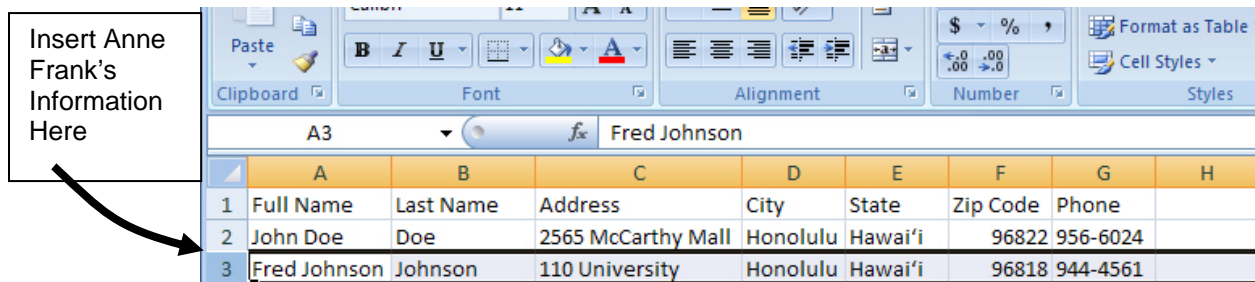 Insert Anne
Frank's
Information
Here
Paste
B I U A
$ % ,
Format as Table
Cell Styles
Clipboard Font Alignment Number Styles
A3 fx Fred Johnson
A B C D E F G H
1 Full Name Last Name Address City State Zip Code Phone
2 John Doe Doe 2565 McCarthy Mall Honolulu Hawaiʻi 96822 956-6024
3 Fred Johnson Johnson 110 University Honolulu Hawaiʻi 96818 944-4561